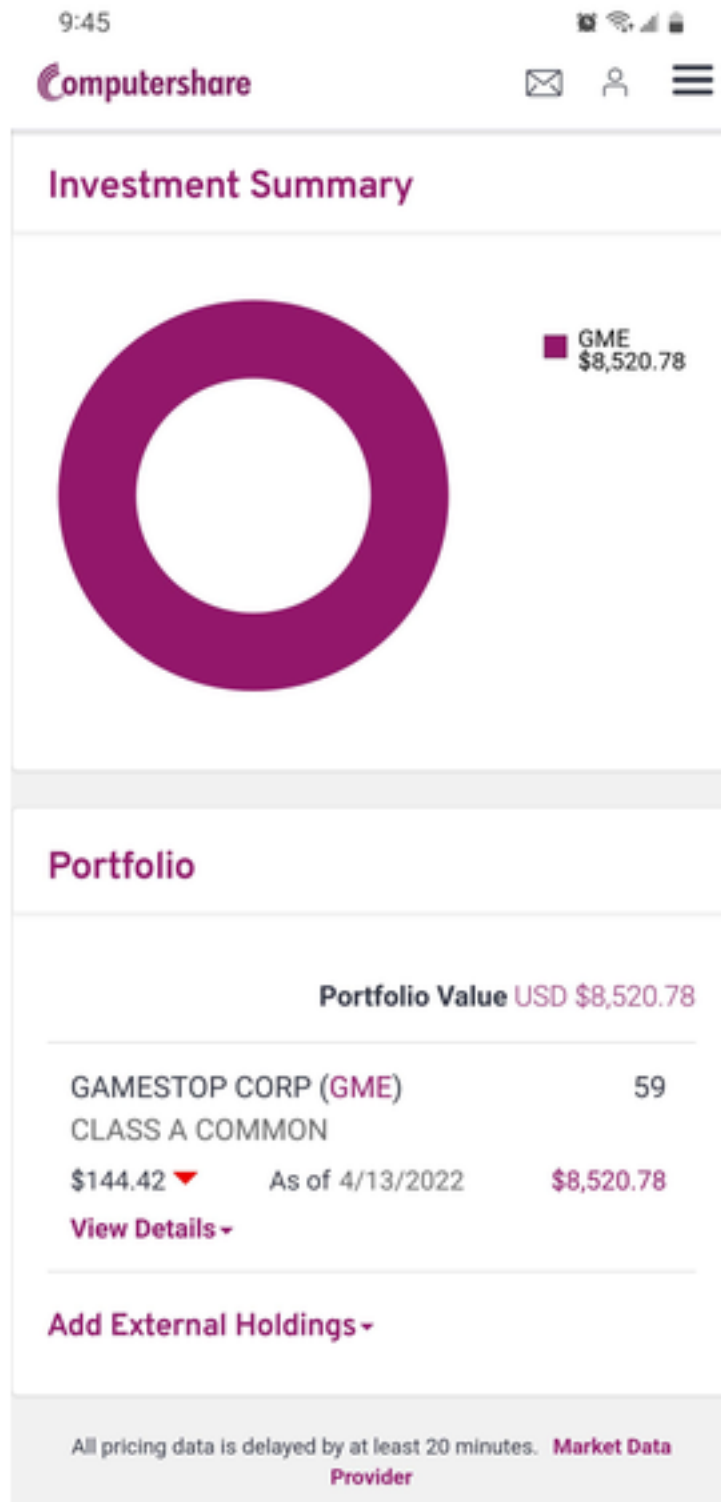 9:45
Computershare
Investment Summary
GME
$8,520.78
Portfolio
Portfolio Value USD $8,520.78
GAMESTOP CORP (GME) 59
CLASS A COMMON
$144.42 As of 4/13/2022 $8,520.78
View Details
Add External Holdings
All pricing data is delayed by at least 20 minutes. Market Data
Provider